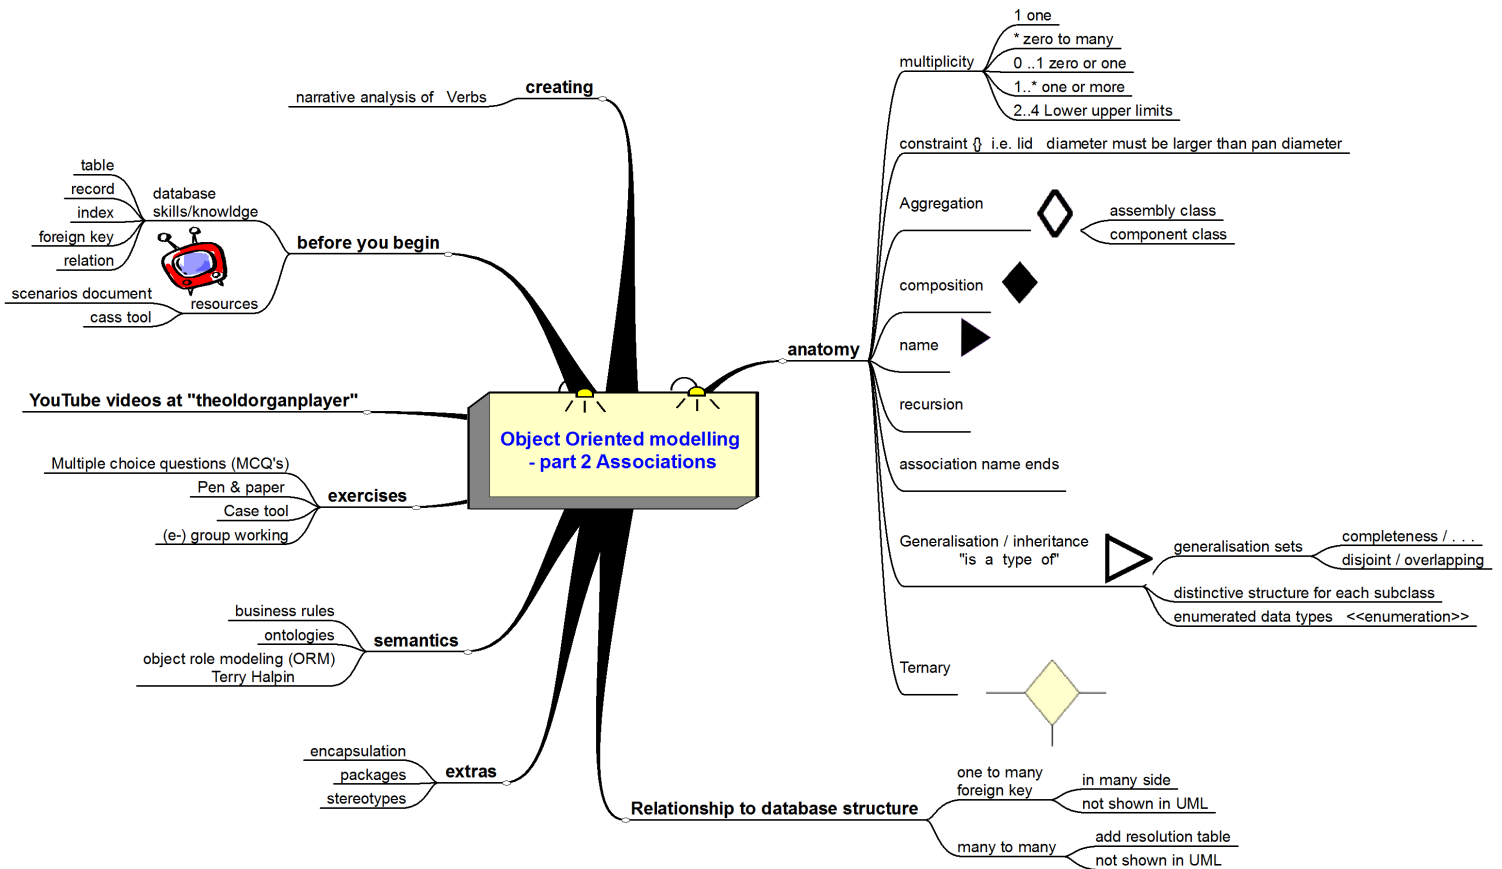 Object Oriented modelling
- part 2 Associations
creating
narrative analysis of Verbs
before you begin
database
skills/knowldge
table
record
index
foreign key
relation
resources
scenarios document
cass tool
YouTube videos at "theoldorganplayer"
exercises
Multiple choice questions (MCQ's)
Pen & paper
Case tool
(e-) group working
semantics
business rules
ontologies
object role modeling (ORM)
Terry Halpin
extras
encapsulation
packages
stereotypes
anatomy
multiplicity
1 one
* zero to many
0 ..1 zero or one
1..* one or more
2..4 Lower upper limits
constraint {} i.e. lid diameter must be larger than pan diameter
Aggregation
assembly class
component class
composition
name
recursion
association name ends
Generalisation / inheritance
"is a type of"
generalisation sets
completeness / . . .
disjoint / overlapping
distinctive structure for each subclass
enumerated data types <<enumeration>>
Ternary
Relationship to database structure
one to many
foreign key
in many side
not shown in UML
many to many
add resolution table
not shown in UML